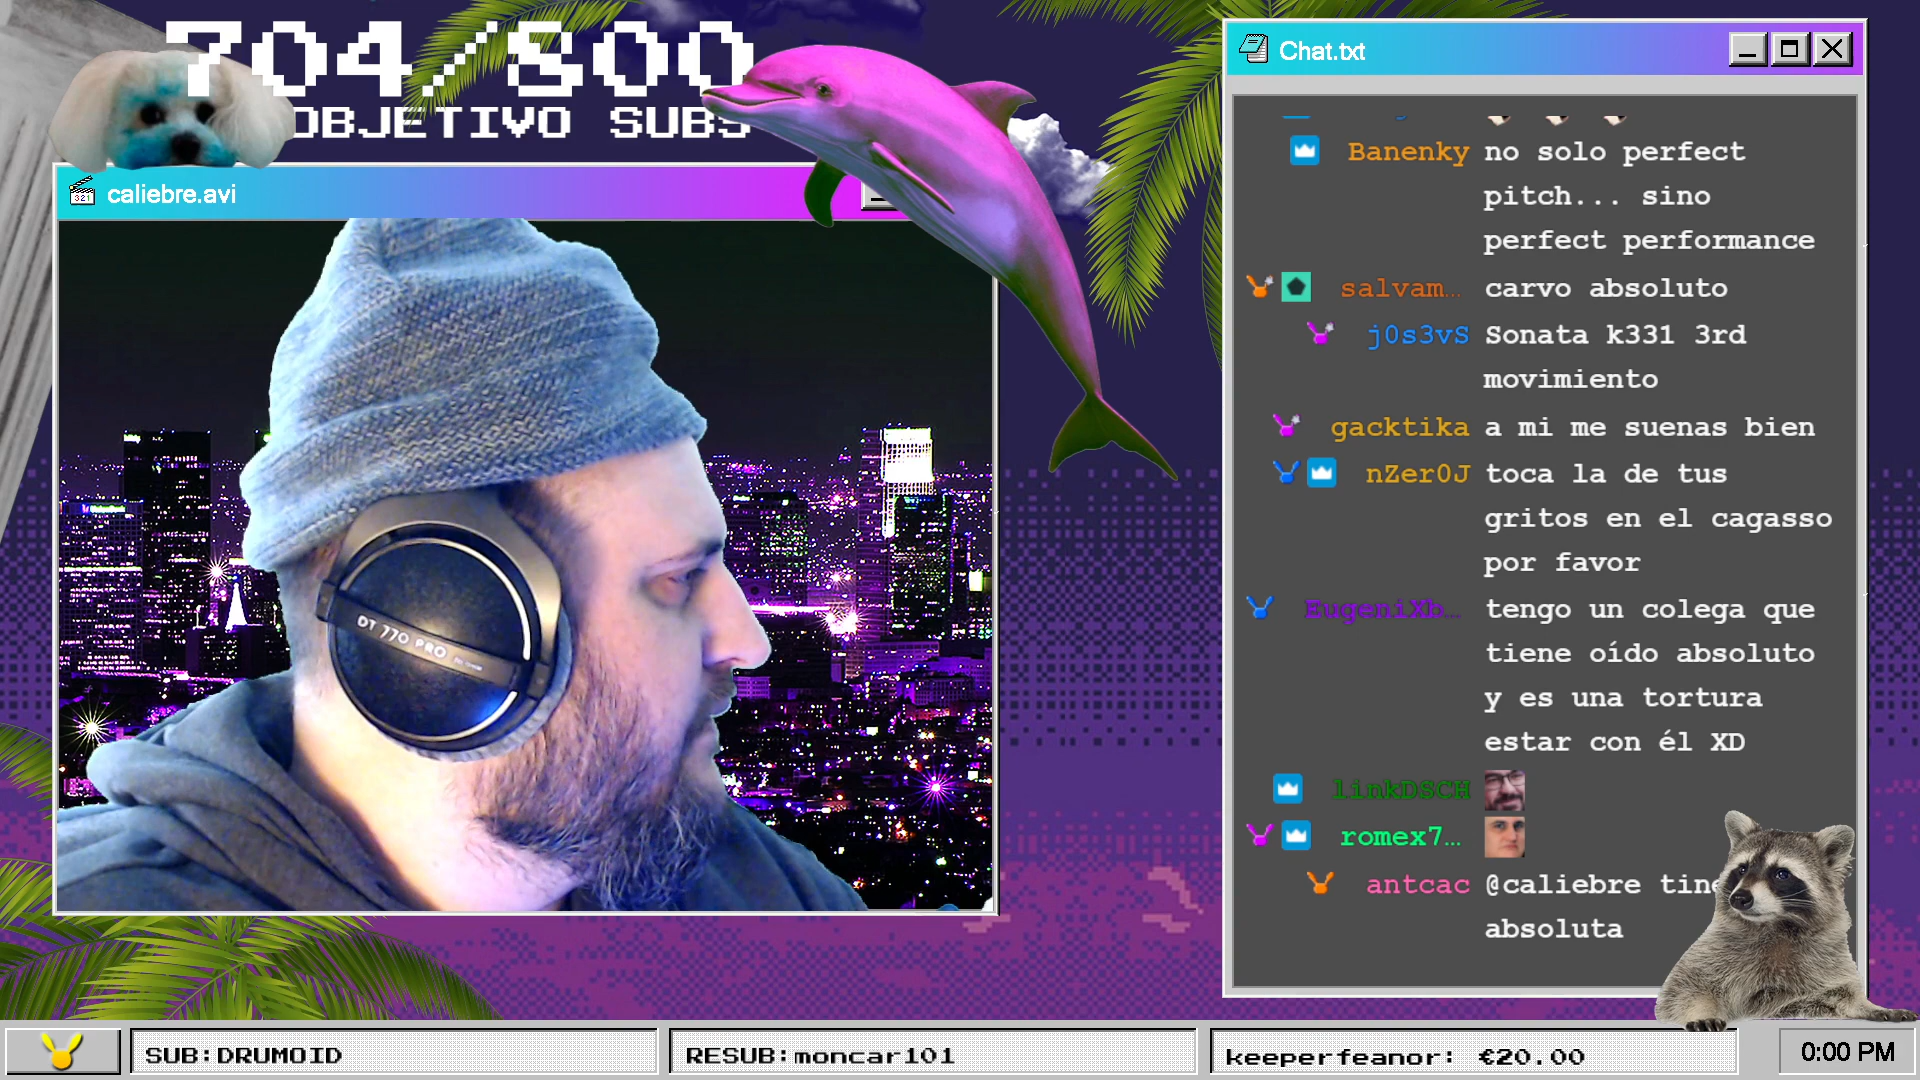 704/800
OBJETIVO SUBS
caliebre.avi
321
DT 770 PRO
Chat.txt
Banenky no solo perfect
pitch... sino
perfect performance
salvam… carvo absoluto
j0s3vS Sonata k331 3rd
movimiento
gacktika a mi me suenas bien
nZer0J toca la de tus
gritos en el cagasso
por favor
EugeniXb… tengo un colega que
tiene oído absoluto
y es una tortura
estar con él XD
linkDSCH
romex7…
antcac @caliebre
absoluta
SUB:DRUMOID
RESUB:moncar101
keeperfeanor: €20.00
0:00 PM